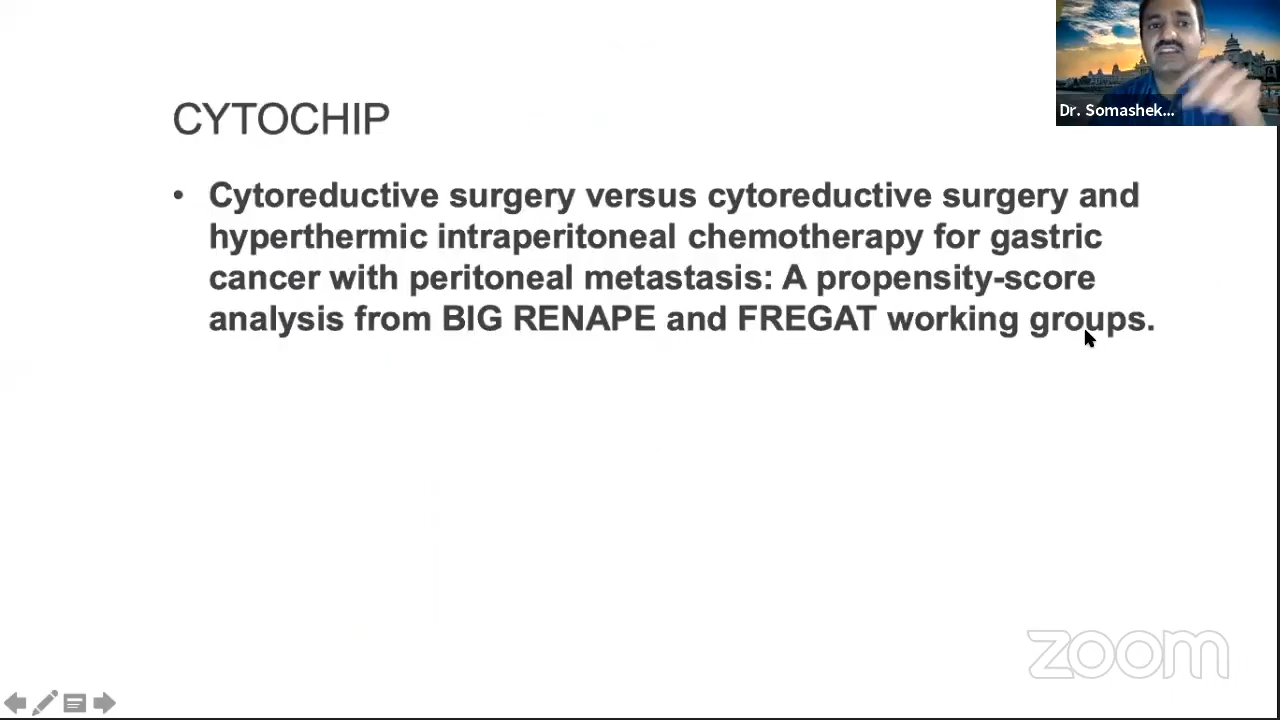 Dr. Somashek...
CYTOCHIP
• Cytoreductive surgery versus cytoreductive surgery and
hyperthermic intraperitoneal chemotherapy for gastric
cancer with peritoneal metastasis: A propensity-score
analysis from BIG RENAPE and FREGAT working groups.
zoom